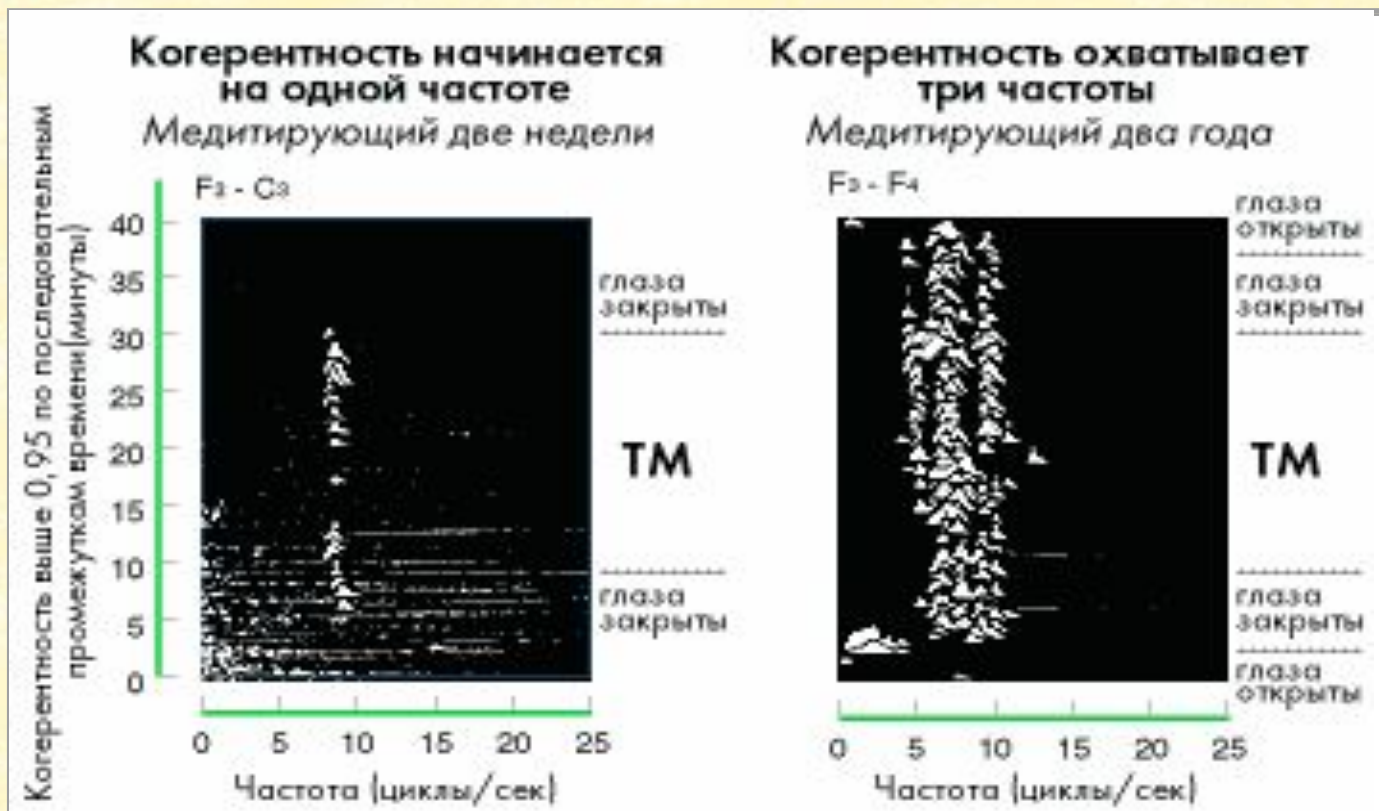 Когерентность начинается
на одной частоте
Медитирующий две недели
Когерентность выше 0,95 по последовательным
промежуткам времени(минуты)
F3 - C3
40
35
30
25
20
15
10
5
0
глаза
закрыты
ТМ
глаза
закрыты
0 5 10 15 20 25
Частота (циклы/сек)
Когерентность охватывает
три частоты
Медитирующий два года
F3 - F4
глаза
открыты
глаза
закрыты
ТМ
глаза
закрыты
глаза
открыты
0 5 10 15 20 25
Частота (циклы/сек)